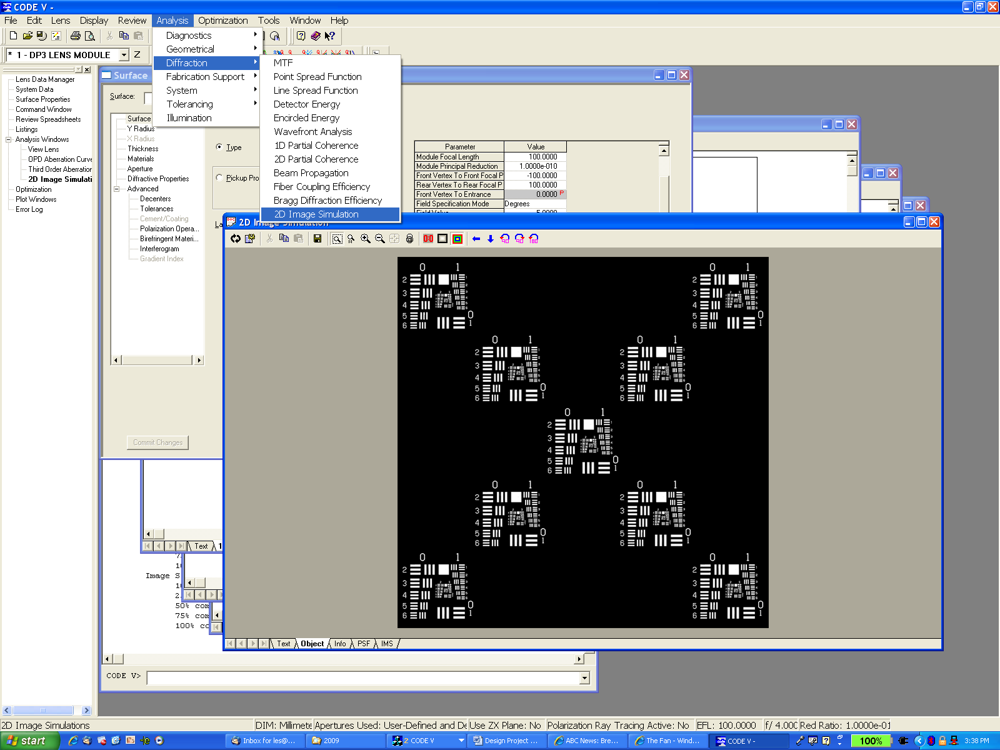 CODE V -
File Edit Lens Display Review Analysis Optimization Tools Window Help
* 1 - DP3 LENS MODULE Z
Diagnostics
Geometrical
Diffraction
Fabrication Support
System
Tolerancing
Illumination
MTF
Point Spread Function
Line Spread Function
Detector Energy
Encircled Energy
Wavefront Analysis
1D Partial Coherence
2D Partial Coherence
Beam Propagation
Fiber Coupling Efficiency
Bragg Diffraction Efficiency
2D Image Simulation
Lens Data Manager
System Data
Surface Properties
Command Window
Review Spreadsheets
Listings
Analysis Windows
View Lens
OPD Aberration Curve
Third Order Aberration
2D Image Simulati
Optimization
Plot Windows
Error Log
Surface
Surface:
Surface
Y Radius
X Radius
Thickness
Materials
Aperture
Diffractive Properties
Advanced
Decenters
Tolerances
Cement/Coating
Polarization Opera...
Birefringent Materi...
Interferogram
Gradient Index
Type
Pickup Pro
La
Commit Changes
Parameter Value
Module Focal Length 100.0000
Module Principal Reduction 1.0000e-010
Front Vertex To Front Focal P -100.0000
Rear Vertex To Rear Focal P 100.0000
Front Vertex To Entrance 0.0000 P
Field Specification Mode Degrees
2D Image Simulation
0 1
2
3
4
5 0
6 1
0 1
2
3
4
5 0
6 1
0 1
2
3
4
5 0
6 1
0 1
2
3
4
5 0
6 1
0 1
2
3
4
5 0
6 1
0 1
2
3
4
5 0
6 1
0 1
2
3
4
5 0
6 1
0 1
2
3
4
5 0
6 1
0 1
2
3
4
5 0
6 1
Text Object Info PSF IMS
Text 1
Image S
50% com
75% com
100% co
CODE V>
2D Image Simulations DIM: Millimete Apertures Used: User-Defined and De Use ZX Plane: No Polarization Ray Tracing Active: No EFL: 100.0000 f/ 4.000 Red Ratio: 1.0000e-01
start Inbox for les@... 2009 2 CODE V Design Project ... ABC News: Bre... The Fan - Wind... CODE V - 100% 3:38 PM